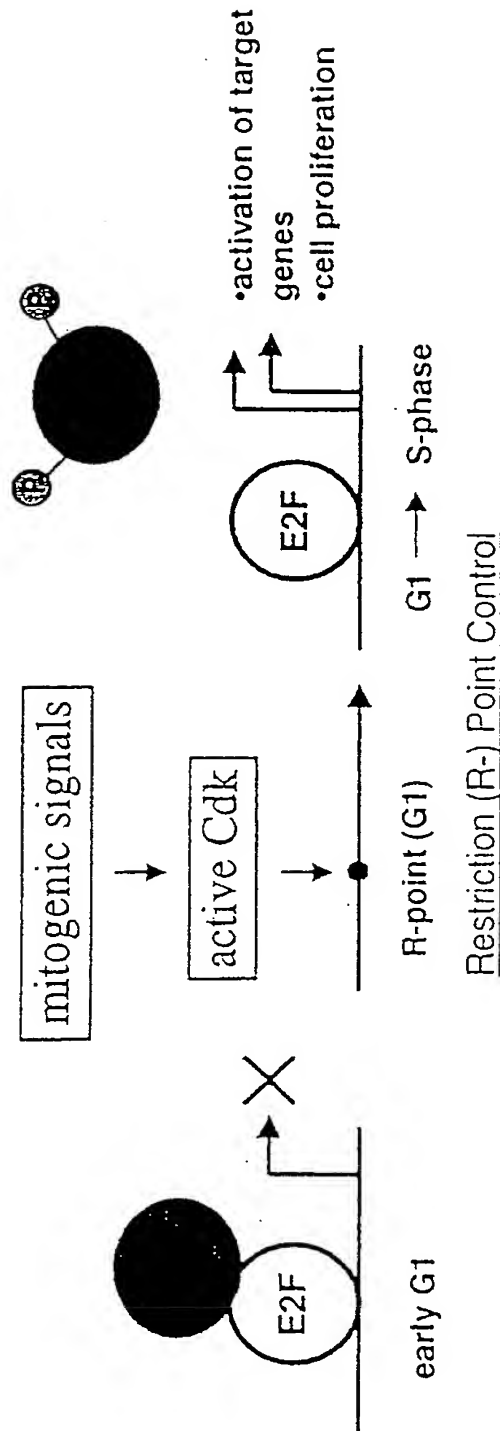 mitogenic signals
active Cdk
P
P
E2F
E2F
•activation of target
genes
•cell proliferation
early G1
R-point (G1)
G1 → S-phase
Restriction (R-) Point Control